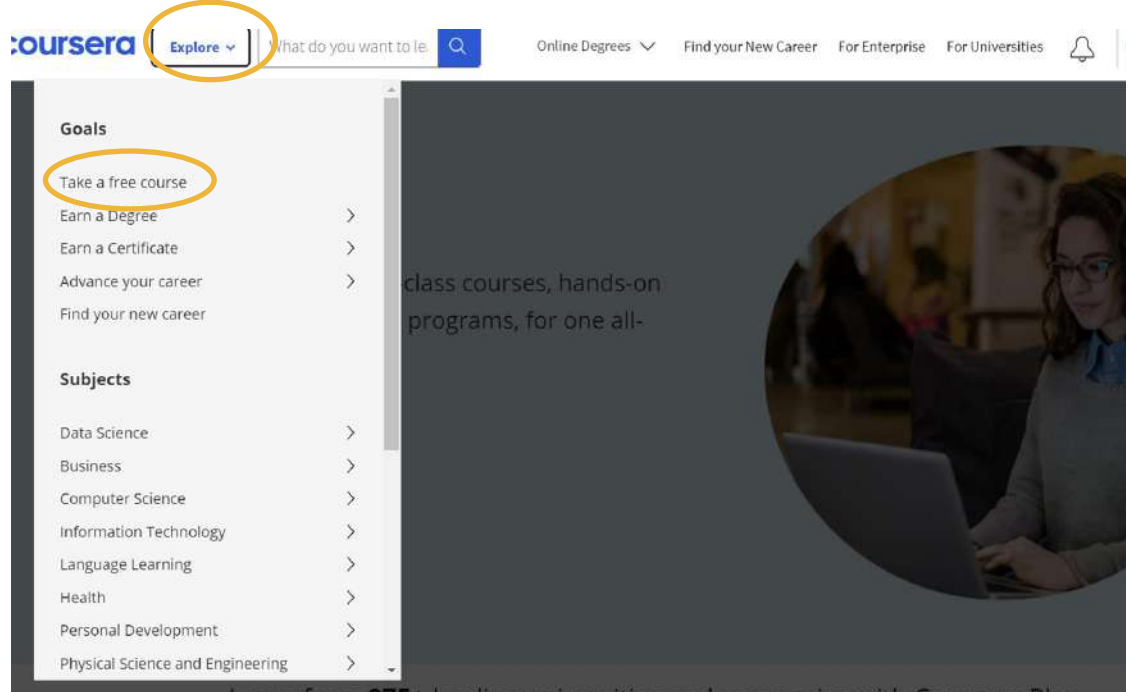 coursera Explore What do you want to le. Online Degrees Find your New Career For Enterprise For Universities
Goals
Take a free course
Earn a Degree
Earn a Certificate
Advance your career
Find your new career
-class courses, hands-on
programs, for one all-
Subjects
Data Science
Business
Computer Science
Information Technology
Language Learning
Health
Personal Development
Physical Science and Engineering